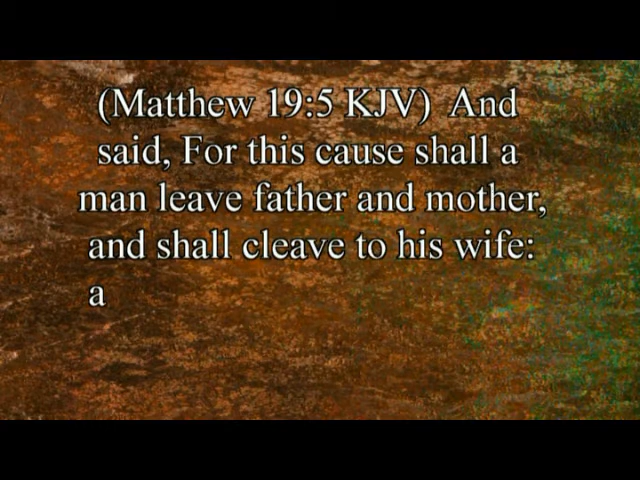 (Matthew 19:5 KJV)  And
said, For this cause shall a
man leave father and mother,
and shall cleave to his wife:
a